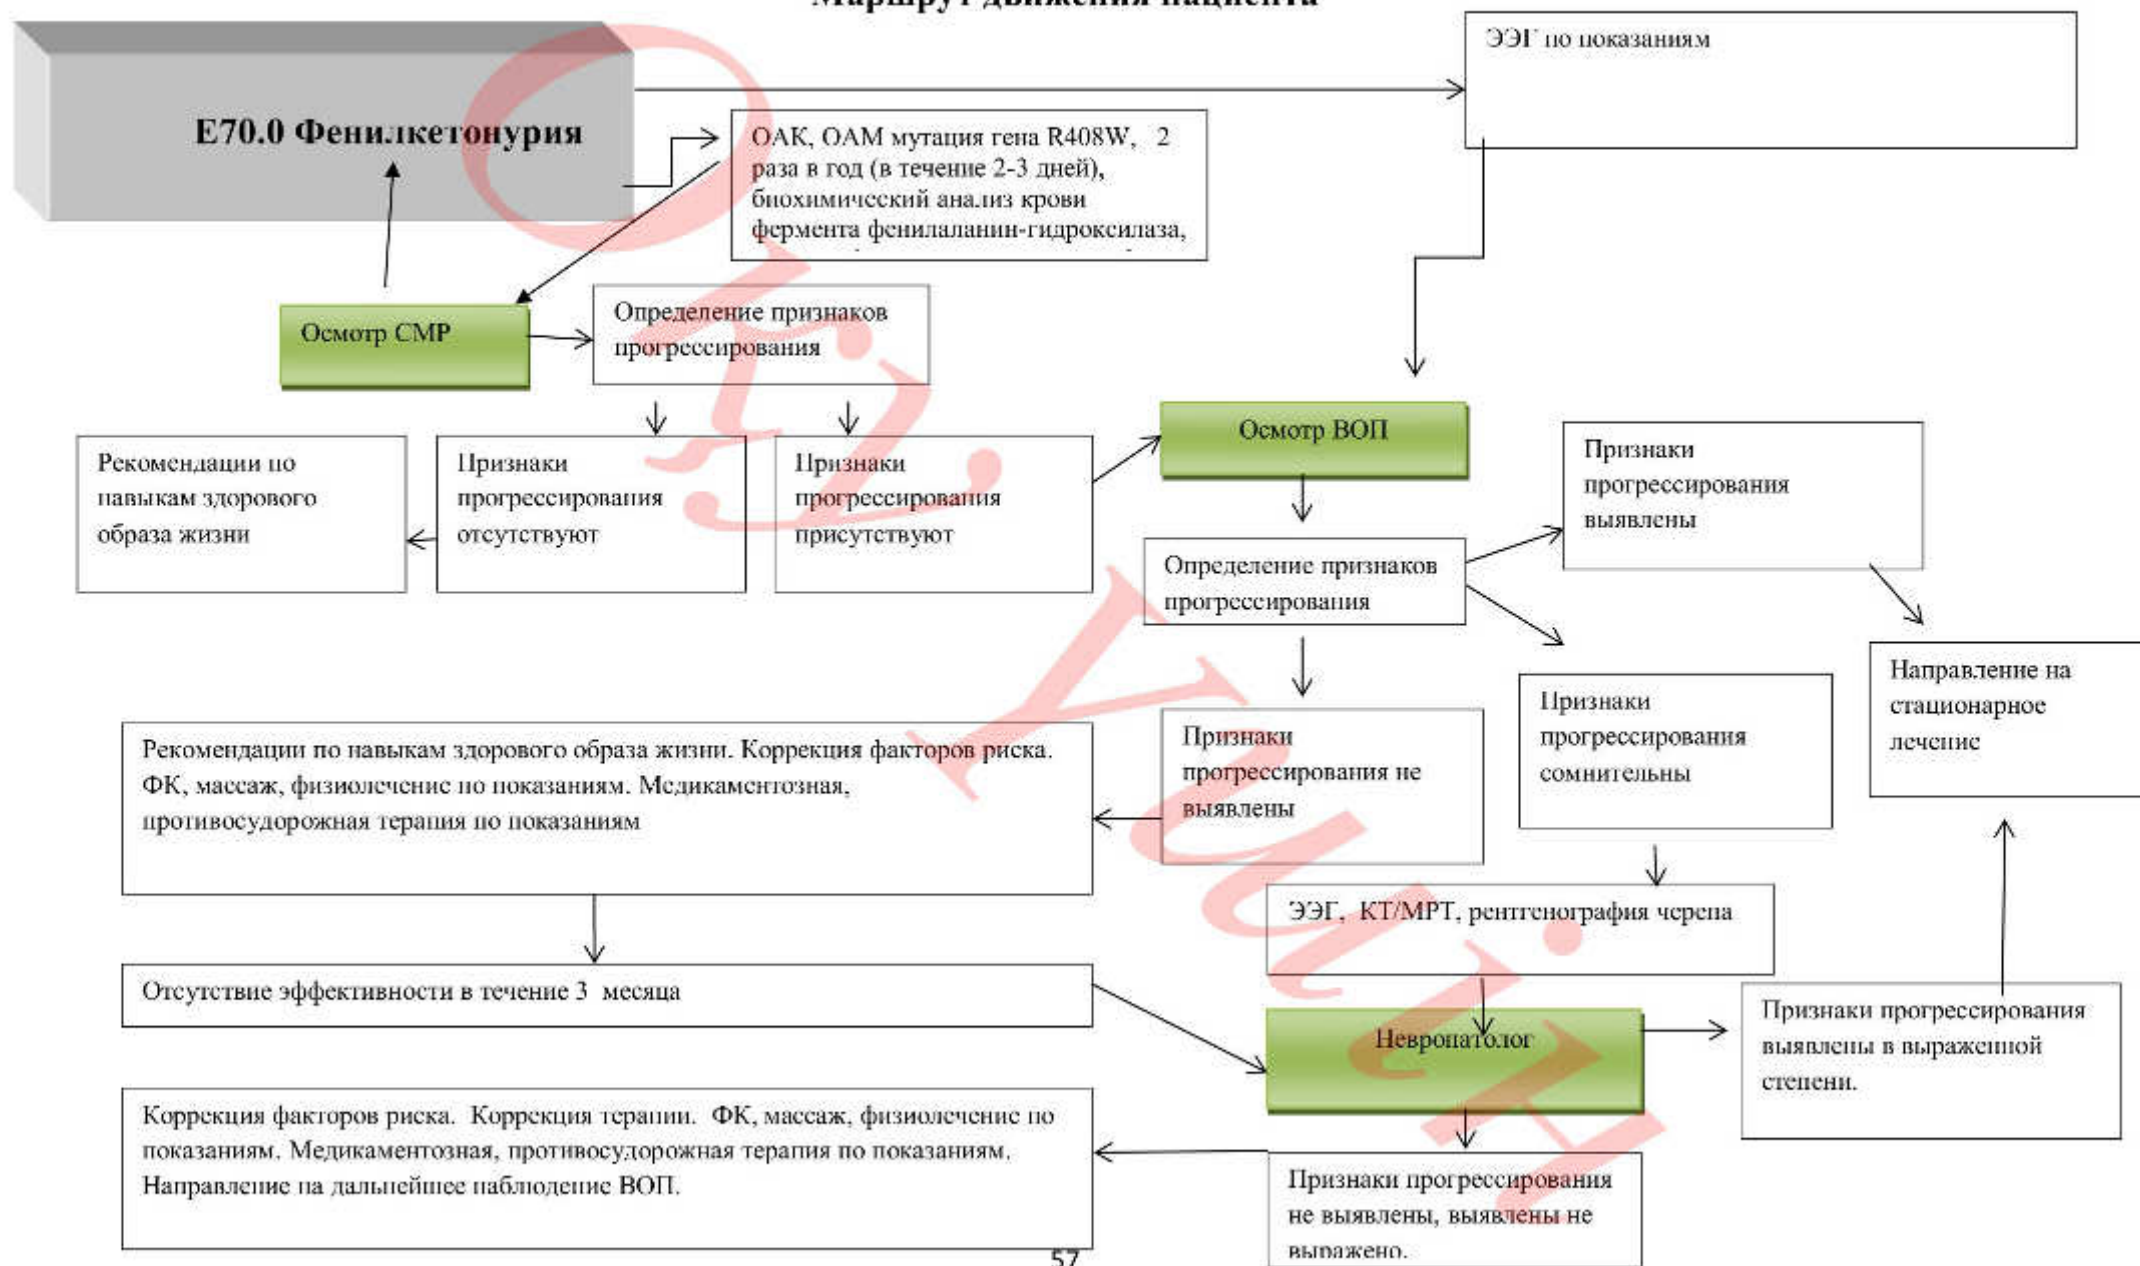 Маршрут движения пациента
ЭЭГ по показаниям
E70.0 Фенилкетонурия
ОАК, ОАМ мутация гена R408W, 2
раза в год (в течение 2-3 дней),
биохимический анализ крови
фермента фенилаланин-гидроксилаза,
Осмотр СМР
Определение признаков
прогрессирования
Рекомендации по
навыкам здорового
образа жизни
Признаки
прогрессирования
отсутствуют
Признаки
прогрессирования
присутствуют
Осмотр ВОП
Признаки
прогрессирования
выявлены
Определение признаков
прогрессирования
Направление на
стационарное
лечение
Признаки
прогрессирования
сомнительны
Признаки
прогрессирования не
выявлены
Рекомендации по навыкам здорового образа жизни. Коррекция факторов риска.
ФК, массаж, физиолечение по показаниям. Медикаментозная,
противосудорожная терапия по показаниям
ЭЭГ, КТ/МРТ, рентгенография черепа
Отсутствие эффективности в течение 3 месяца
Невропатолог
Признаки прогрессирования
выявлены в выраженной
степени.
Коррекция факторов риска. Коррекция терапии. ФК, массаж, физиолечение по
показаниям. Медикаментозная, противосудорожная терапия по показаниям.
Направление на дальнейшее наблюдение ВОП.
Признаки прогрессирования
не выявлены, выявлены не
выражено.
57
Oқy Yшiн